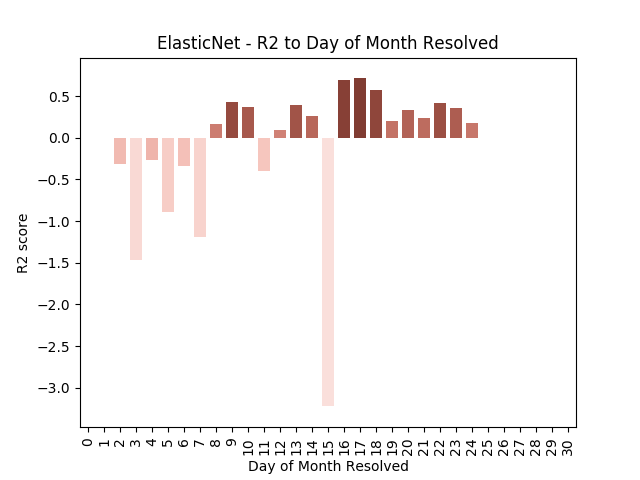 ElasticNet - R2 to Day of Month Resolved
R2 score
0.5
0.0
−0.5
−1.0
−1.5
−2.0
−2.5
−3.0
0 1 2 3 4 5 6 7 8 9 10 11 12 13 14 15 16 17 18 19 20 21 22 23 24 25 26 27 28 29 30
Day of Month Resolved